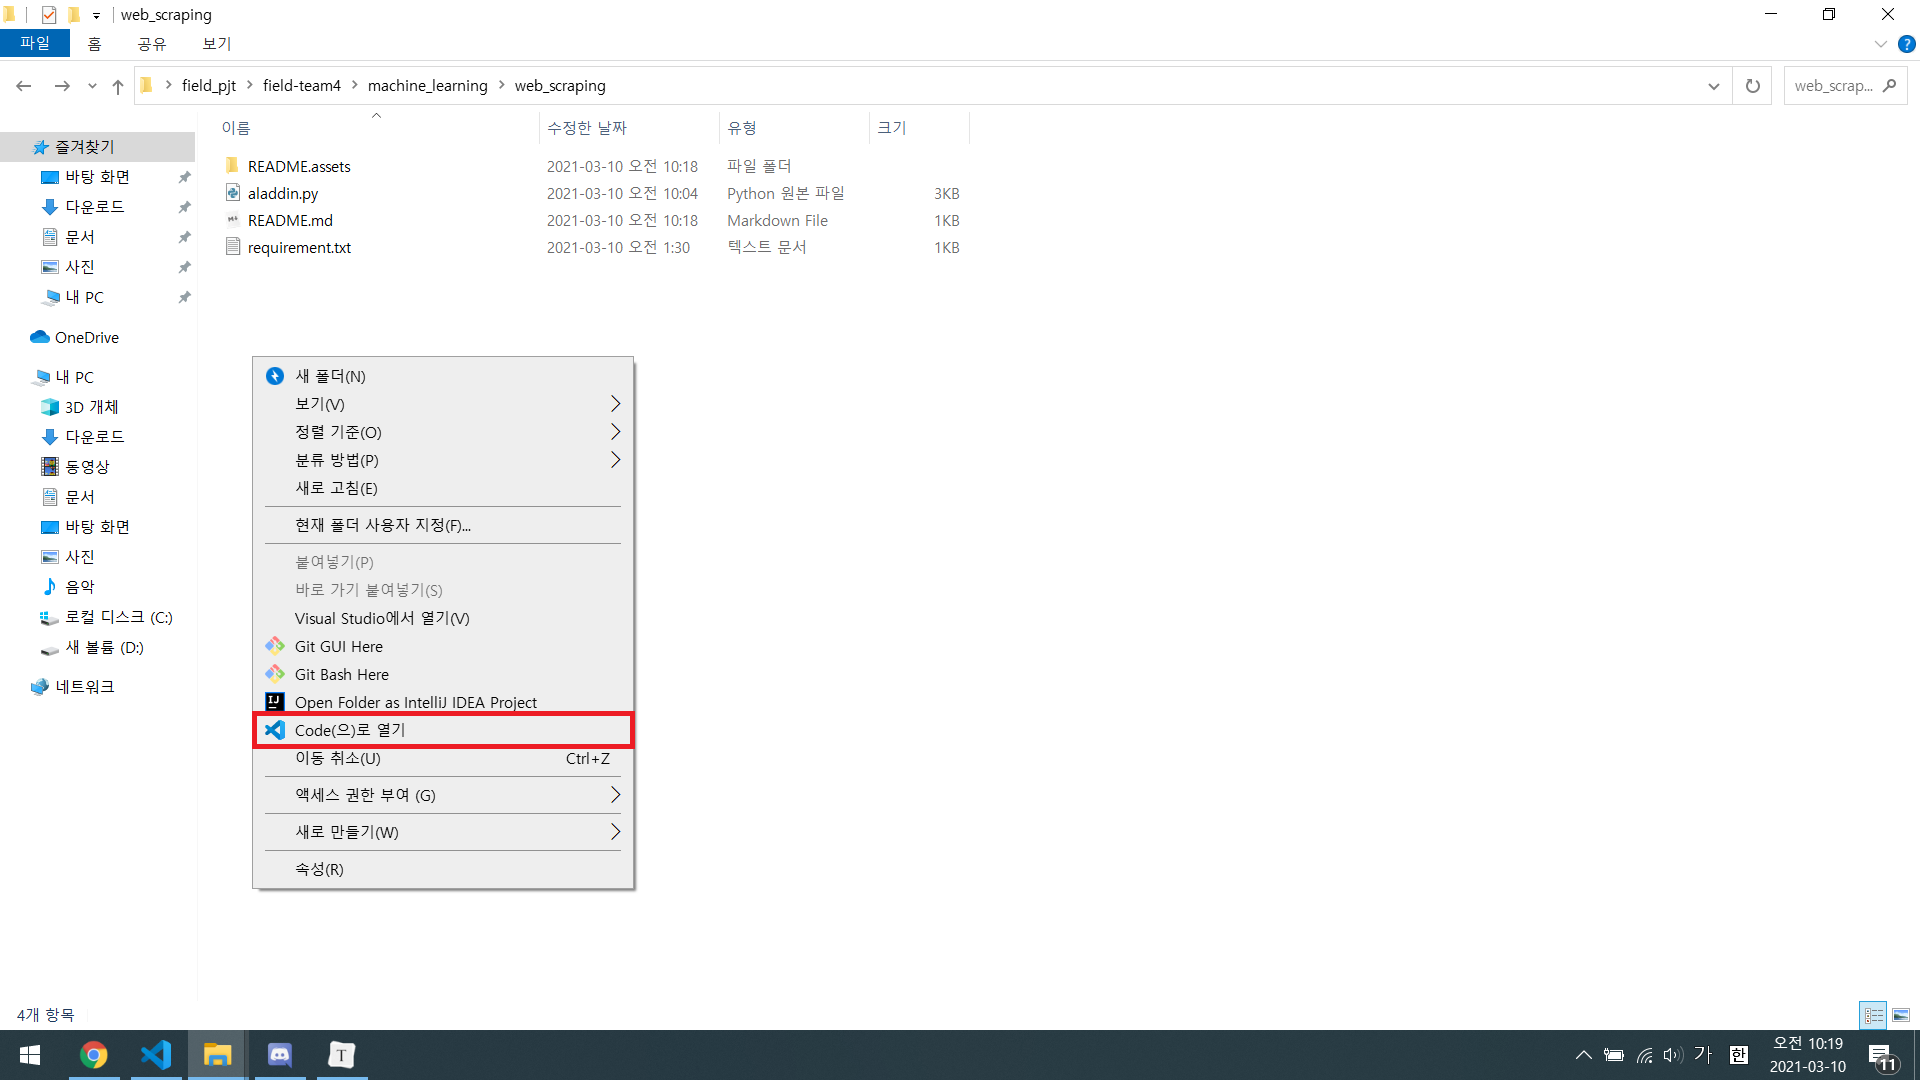 web_scraping
파일 홈 공유 보기
field_pjt field-team4 machine_learning web_scraping web_scrap...
이름 수정한 날짜 유형 크기
README.assets 2021-03-10 오전 10:18 파일 폴더
aladdin.py 2021-03-10 오전 10:04 Python 원본 파일 3KB
README.md 2021-03-10 오전 10:18 Markdown File 1KB
requirement.txt 2021-03-10 오전 1:30 텍스트 문서 1KB
즐겨찾기
바탕 화면
다운로드
문서
사진
내 PC
OneDrive
내 PC
3D 개체
다운로드
동영상
문서
바탕 화면
사진
음악
로컬 디스크 (C:)
새 볼륨 (D:)
네트워크
새 폴더(N)
보기(V)
정렬 기준(O)
분류 방법(P)
새로 고침(E)
현재 폴더 사용자 지정(F)...
붙여넣기(P)
바로 가기 붙여넣기(S)
Visual Studio에서 열기(V)
Git GUI Here
Git Bash Here
IJ Open Folder as IntelliJ IDEA Project
Code(으)로 열기
이동 취소(U) Ctrl+Z
액세스 권한 부여 (G)
새로 만들기(W)
속성(R)
4개 항목
T
가 한
오전 10:19
2021-03-10
11